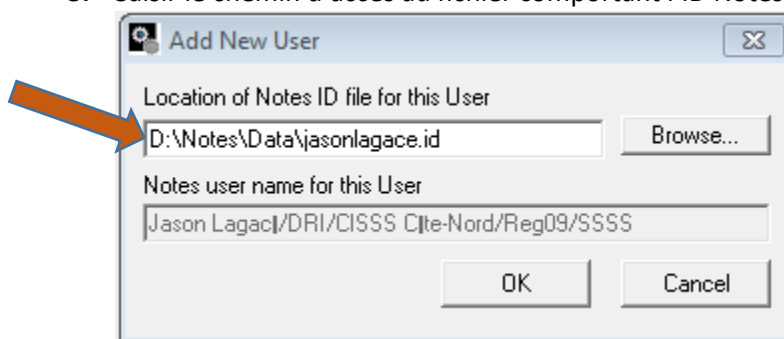 Add New User
Location of Notes ID file for this User
D:\Notes\Data\jasonlagace.id
Browse...
Notes user name for this User
Jason Lagac|/DRI/CISSS C|te-Nord/Reg09/SSSS
OK
Cancel